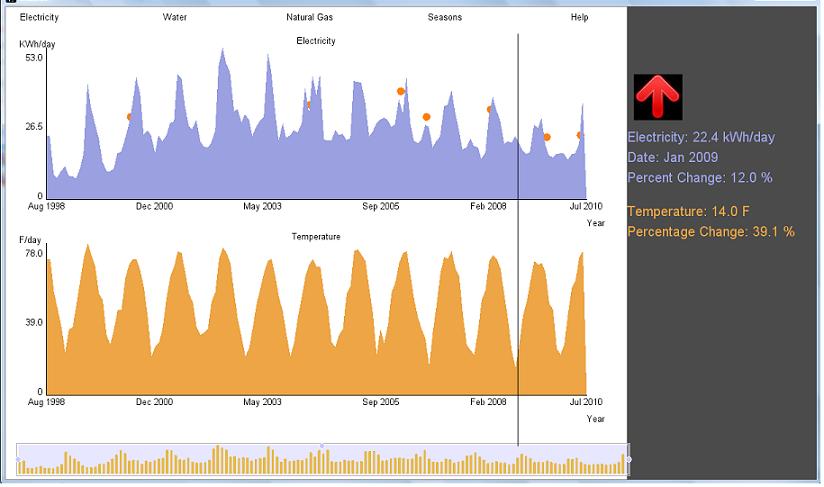 Electricity Water Natural Gas Seasons Help
Electricity
KWh/day
53.0
26.5
0
Aug 1998 Dec 2000 May 2003 Sep 2005 Feb 2008 Jul 2010
Year
Temperature
F/day
78.0
39.0
0
Aug 1998 Dec 2000 May 2003 Sep 2005 Feb 2008 Jul 2010
Year
Electricity: 22.4 kWh/day
Date: Jan 2009
Percent Change: 12.0 %
Temperature: 14.0 F
Percentage Change: 39.1 %